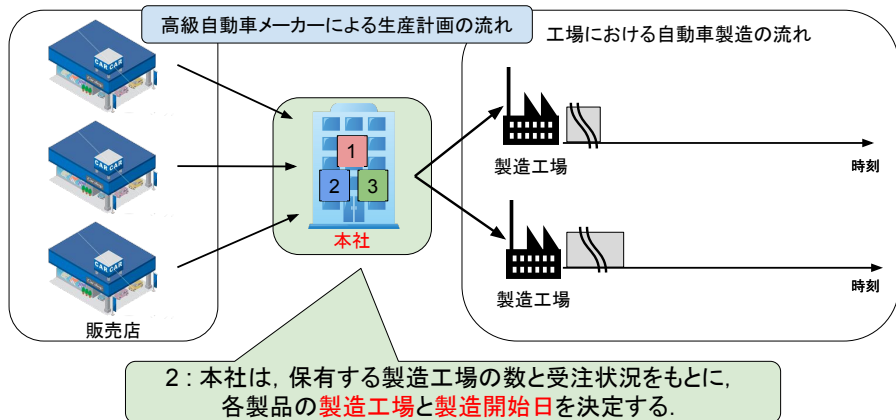 高級自動車メーカーによる生産計画の流れ
工場における自動車製造の流れ
CAR CAR
CAR CAR
CAR CAR
販売店
1
2
3
本社
製造工場
時刻
製造工場
時刻
2 : 本社は, 保有する製造工場の数と受注状況をもとに,
各製品の製造工場と製造開始日を決定する.